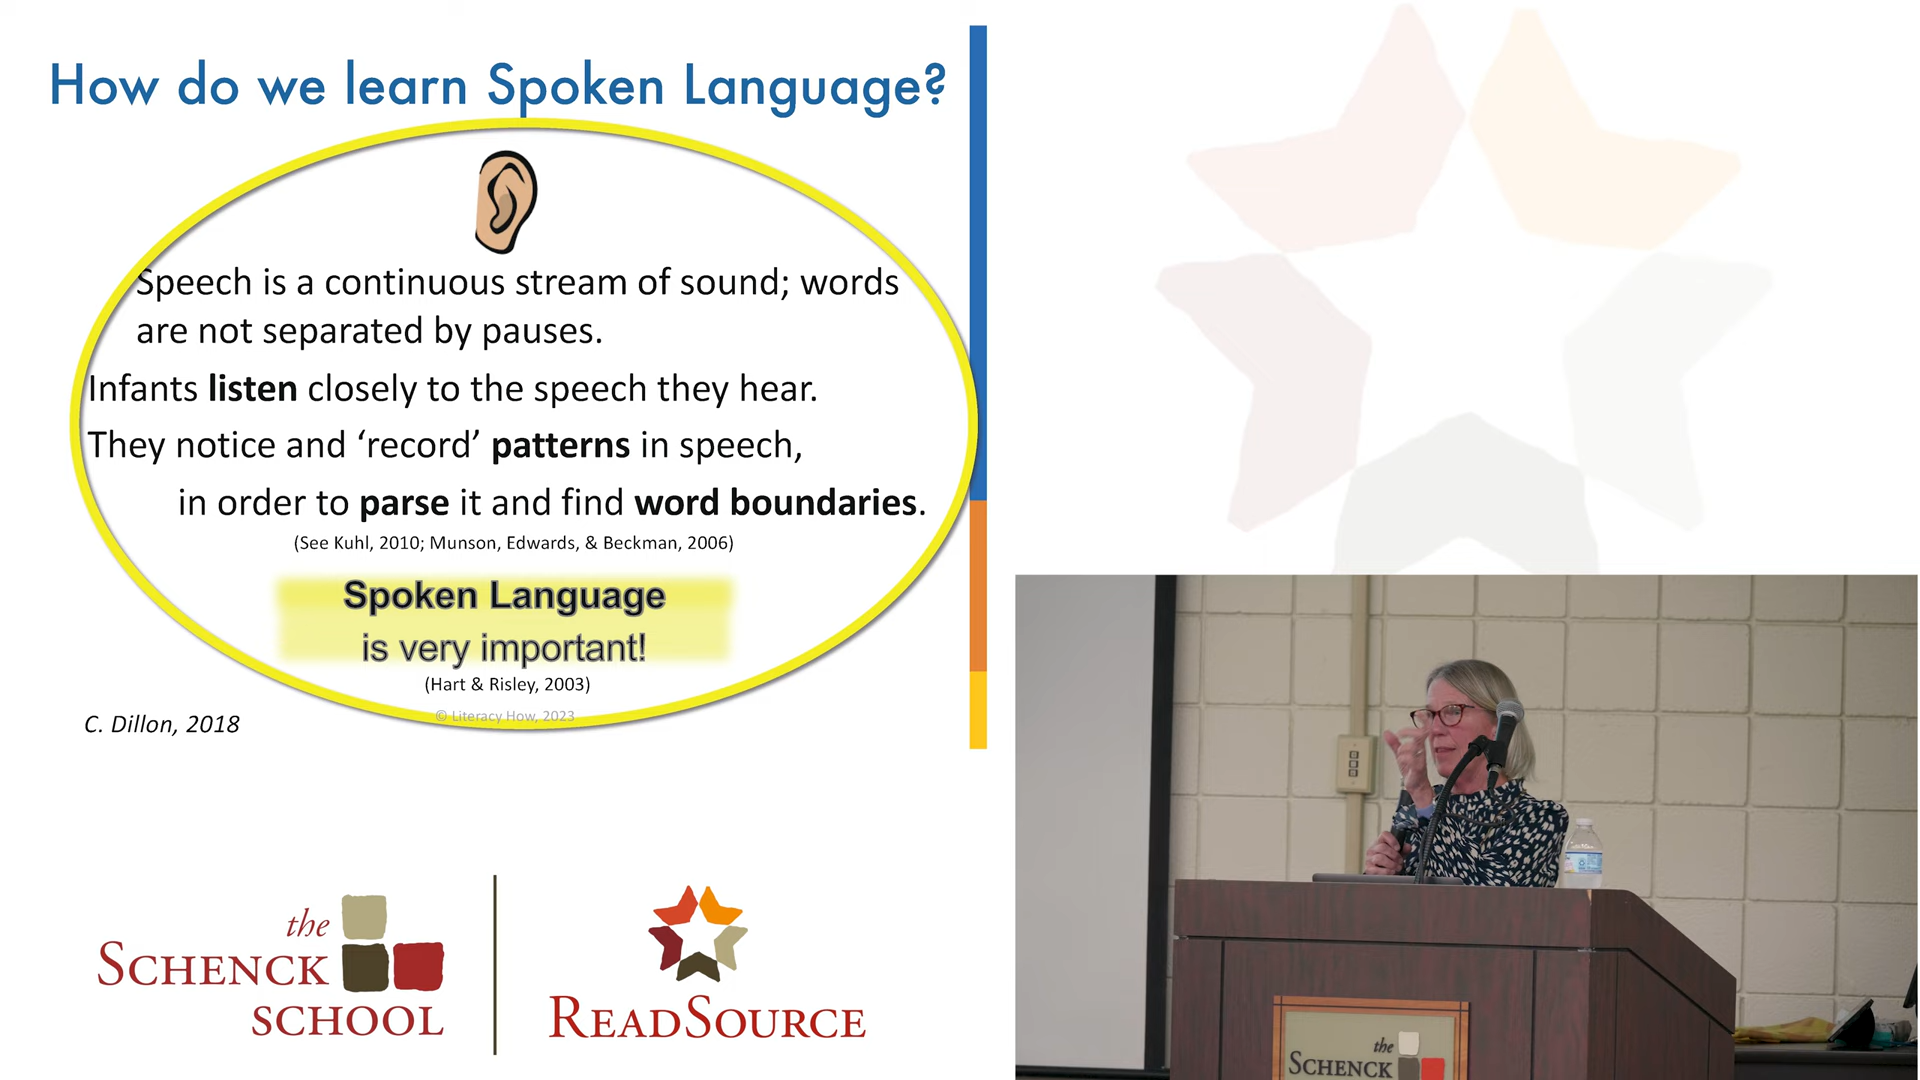 How do we learn Spoken Language?
Speech is a continuous stream of sound; words
are not separated by pauses.
Infants listen closely to the speech they hear.
They notice and ‘record’ patterns in speech,
in order to parse it and find word boundaries.
(See Kuhl, 2010; Munson, Edwards, & Beckman, 2006)
Spoken Language
is very important!
(Hart & Risley, 2003)
© Literacy How, 2023
C. Dillon, 2018
the
SCHENCK
SCHOOL
READSOURCE
the
SCHENCK